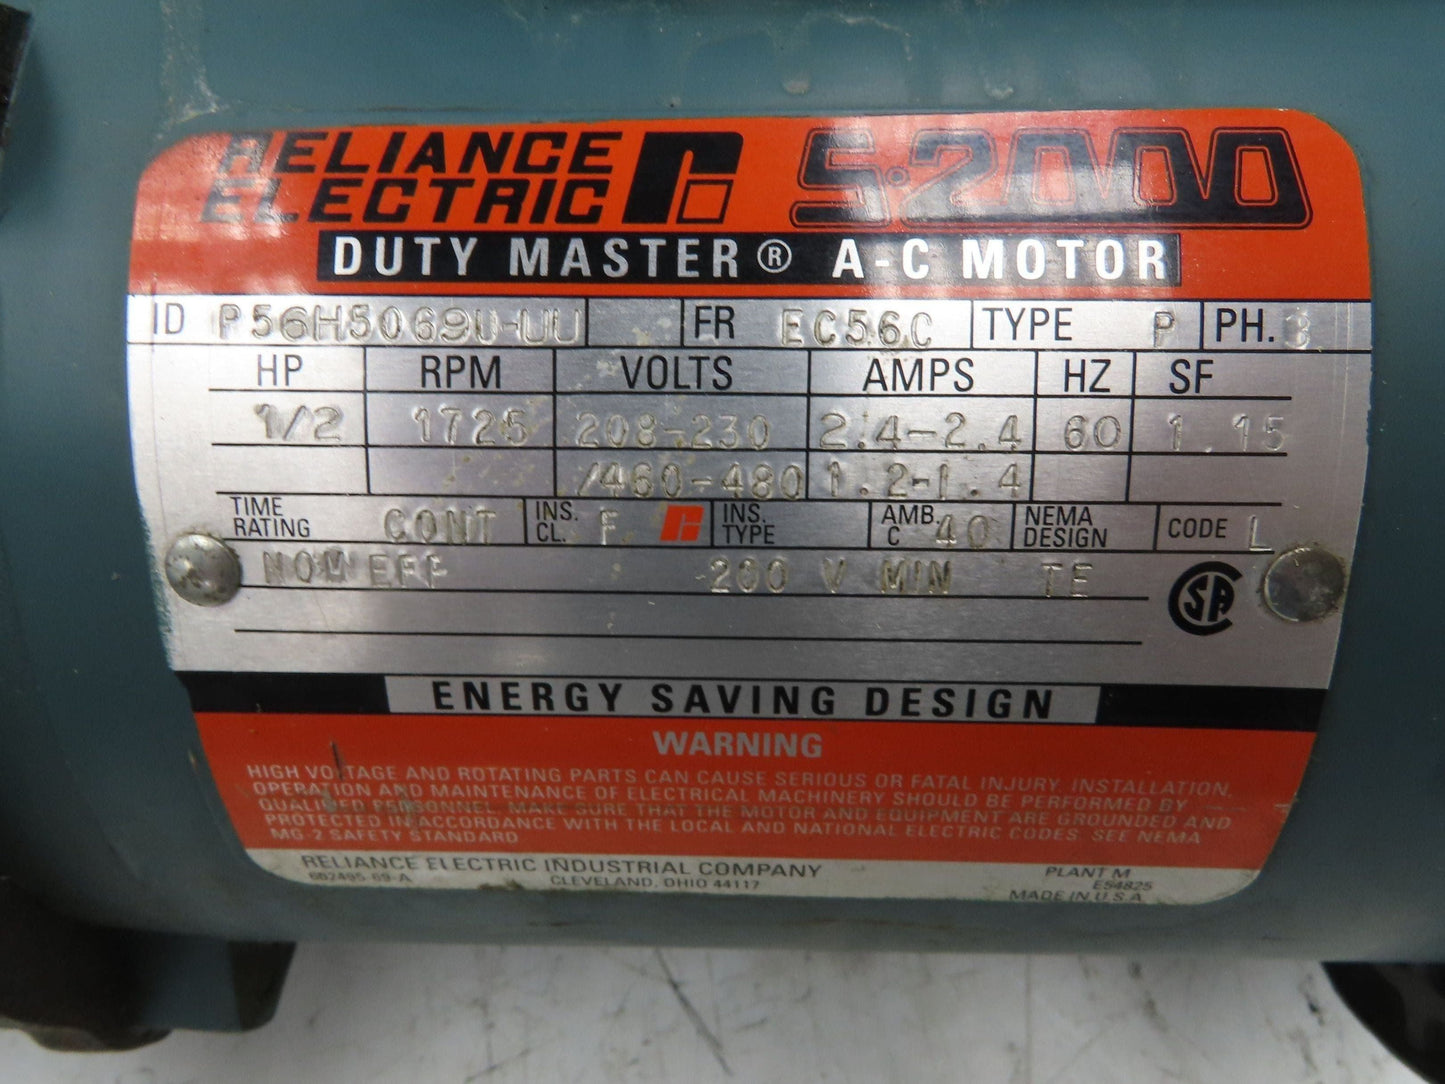 RELIANCE ELECTRIC S-2000
DUTY MASTER® A-C MOTOR
ID P56H5069U-UU FR EC56C TYPE P PH. 3
HP RPM VOLTS AMPS HZ SF
1/2 1725 208-230 2.4-2.4 60 1.15
/460-480 1.2-1.4
TIME RATING CONT INS. CL. F INS. TYPE AMB. C 40 NEMA DESIGN CODE L
NOM EFF 200 V MIN TE
SA
ENERGY SAVING DESIGN
WARNING
HIGH VOLTAGE AND ROTATING PARTS CAN CAUSE SERIOUS OR FATAL INJURY. INSTALLATION,
OPERATION AND MAINTENANCE OF ELECTRICAL MACHINERY SHOULD BE PERFORMED BY
QUALIFIED PERSONNEL. MAKE SURE THAT THE MOTOR AND EQUIPMENT ARE GROUNDED AND
PROTECTED IN ACCORDANCE WITH THE LOCAL AND NATIONAL ELECTRIC CODES. SEE NEMA
MG-2 SAFETY STANDARD
RELIANCE ELECTRIC INDUSTRIAL COMPANY PLANT M
602495-69-A CLEVELAND, OHIO 44117 E54825
MADE IN U.S.A.